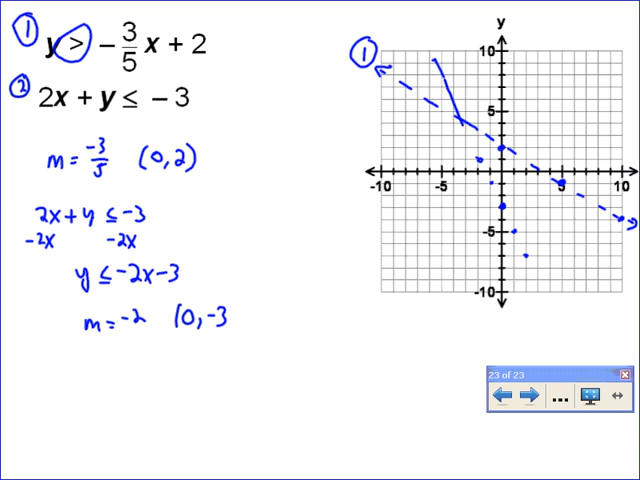 ① y > -3/5 x + 2
② 2x + y ≤ -3
m = -3/5 (0, 2)
2x + y ≤ -3
-2x -2x
y ≤ -2x - 3
m = -2 (0, -3
①
y
10
5
-10 -5 5 10 x
-5
-10
23 of 23
...